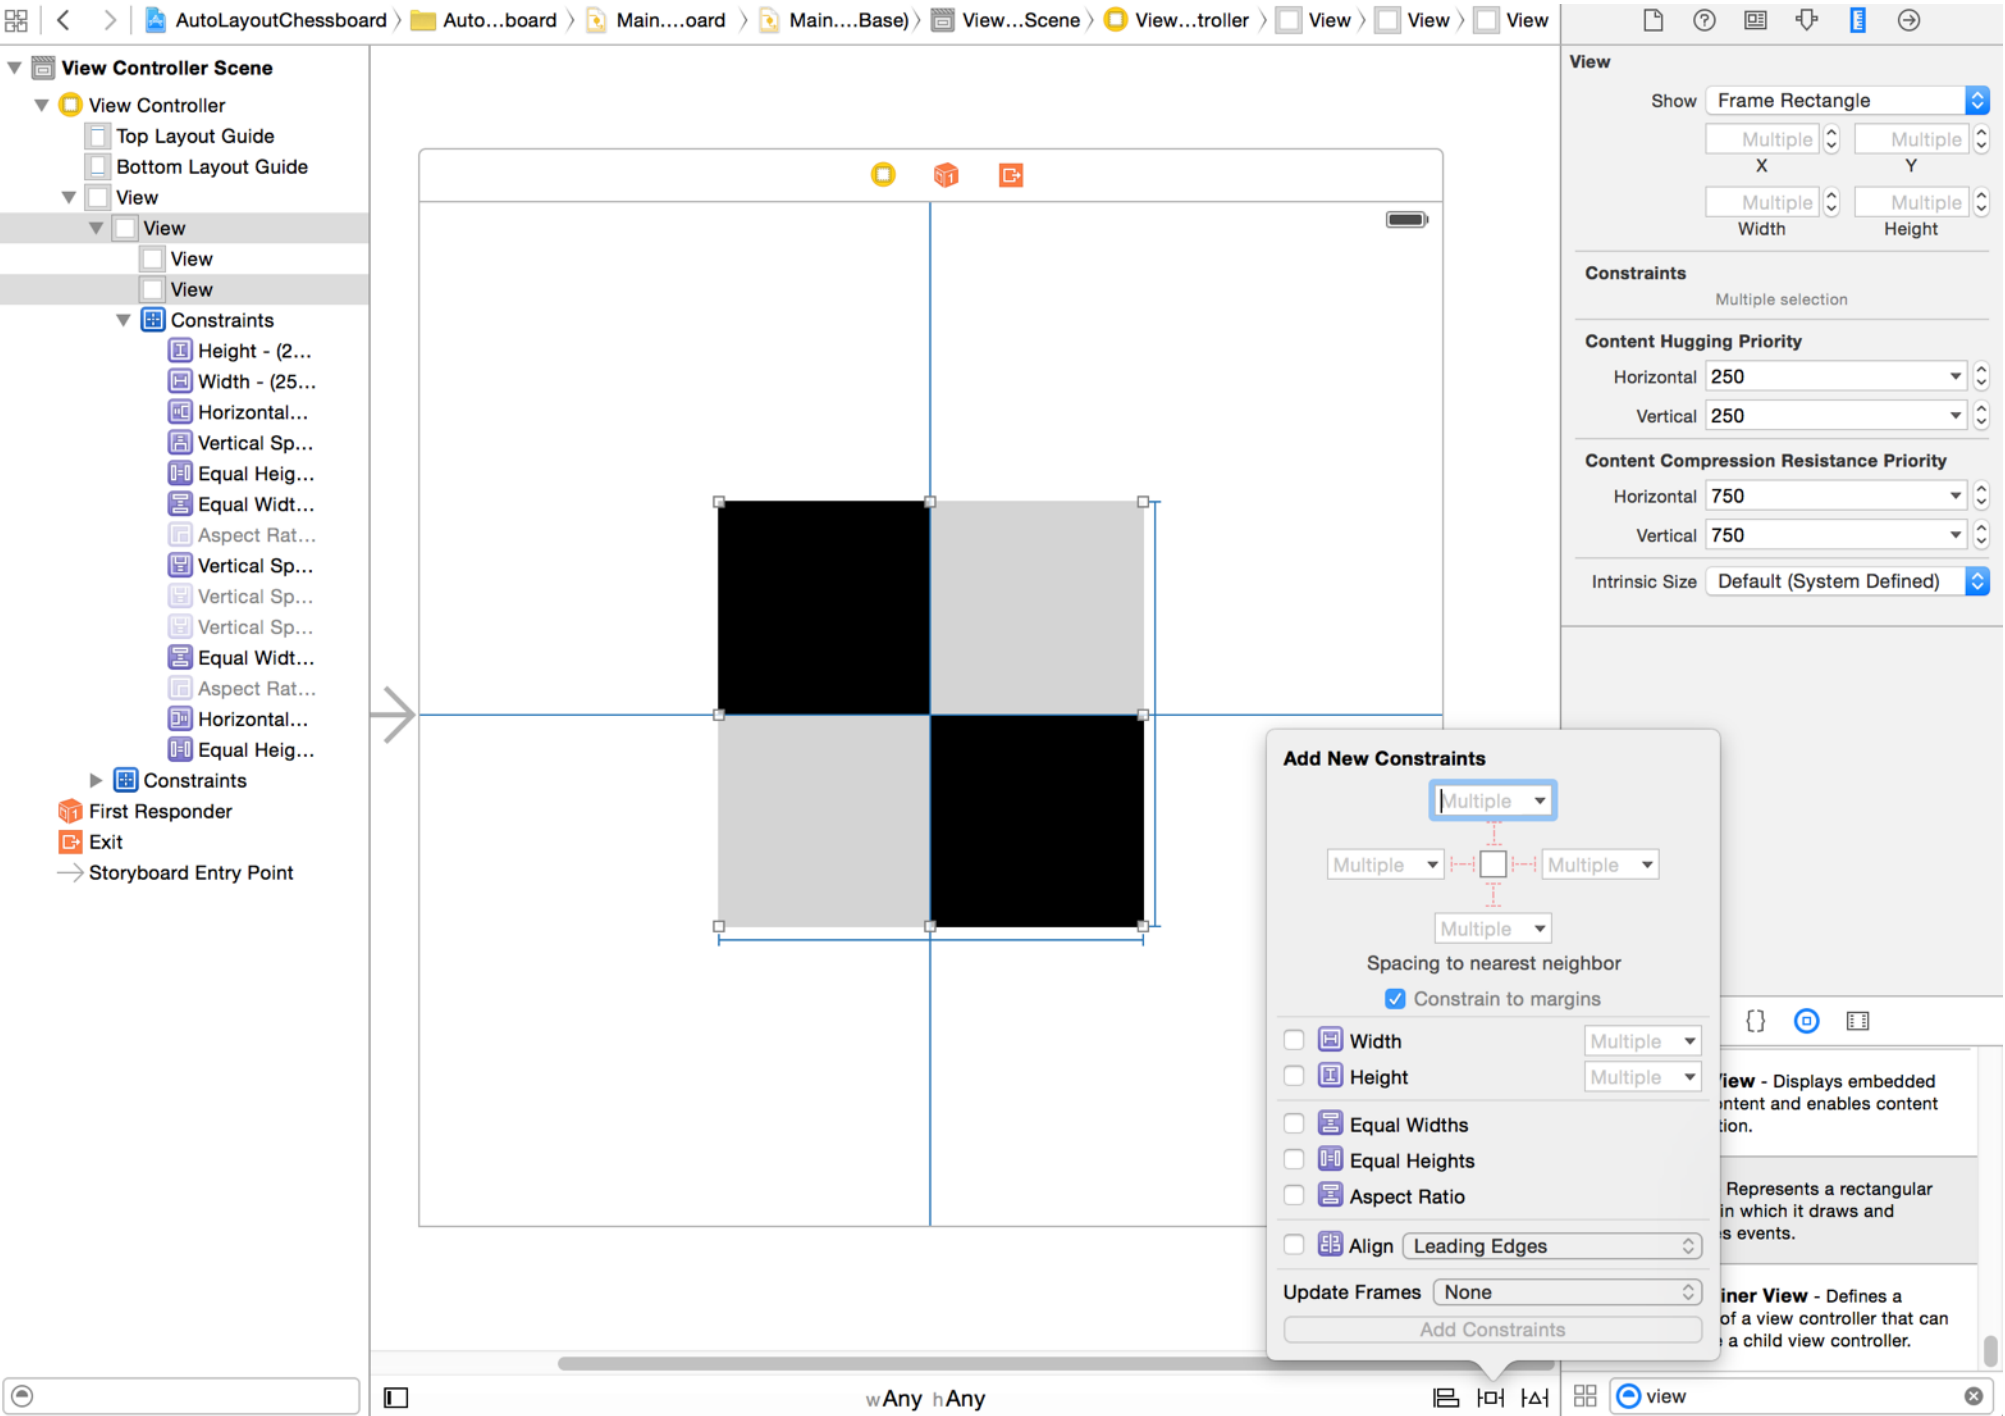 AutoLayoutChessboard
Auto...board
Main....oard
Main....Base)
View...Scene
View...troller
View
View
View
View Controller Scene
View Controller
Top Layout Guide
Bottom Layout Guide
View
View
View
View
Constraints
Height - (2...
Width - (25...
Horizontal...
Vertical Sp...
Equal Heig...
Equal Widt...
Aspect Rat...
Vertical Sp...
Vertical Sp...
Vertical Sp...
Equal Widt...
Aspect Rat...
Horizontal...
Equal Heig...
Constraints
First Responder
Exit
Storyboard Entry Point
wAny hAny
View
Show Frame Rectangle
Multiple Multiple
X Y
Multiple Multiple
Width Height
Constraints
Multiple selection
Content Hugging Priority
Horizontal 250
Vertical 250
Content Compression Resistance Priority
Horizontal 750
Vertical 750
Intrinsic Size Default (System Defined)
Add New Constraints
Multiple
Multiple Multiple
Multiple
Spacing to nearest neighbor
Constrain to margins
Width Multiple
Height Multiple
Equal Widths
Equal Heights
Aspect Ratio
Align Leading Edges
Update Frames None
Add Constraints
{}
iew - Displays embedded
ntent and enables content
ion.
Represents a rectangular
in which it draws and
s events.
iner View - Defines a
of a view controller that can
a child view controller.
view